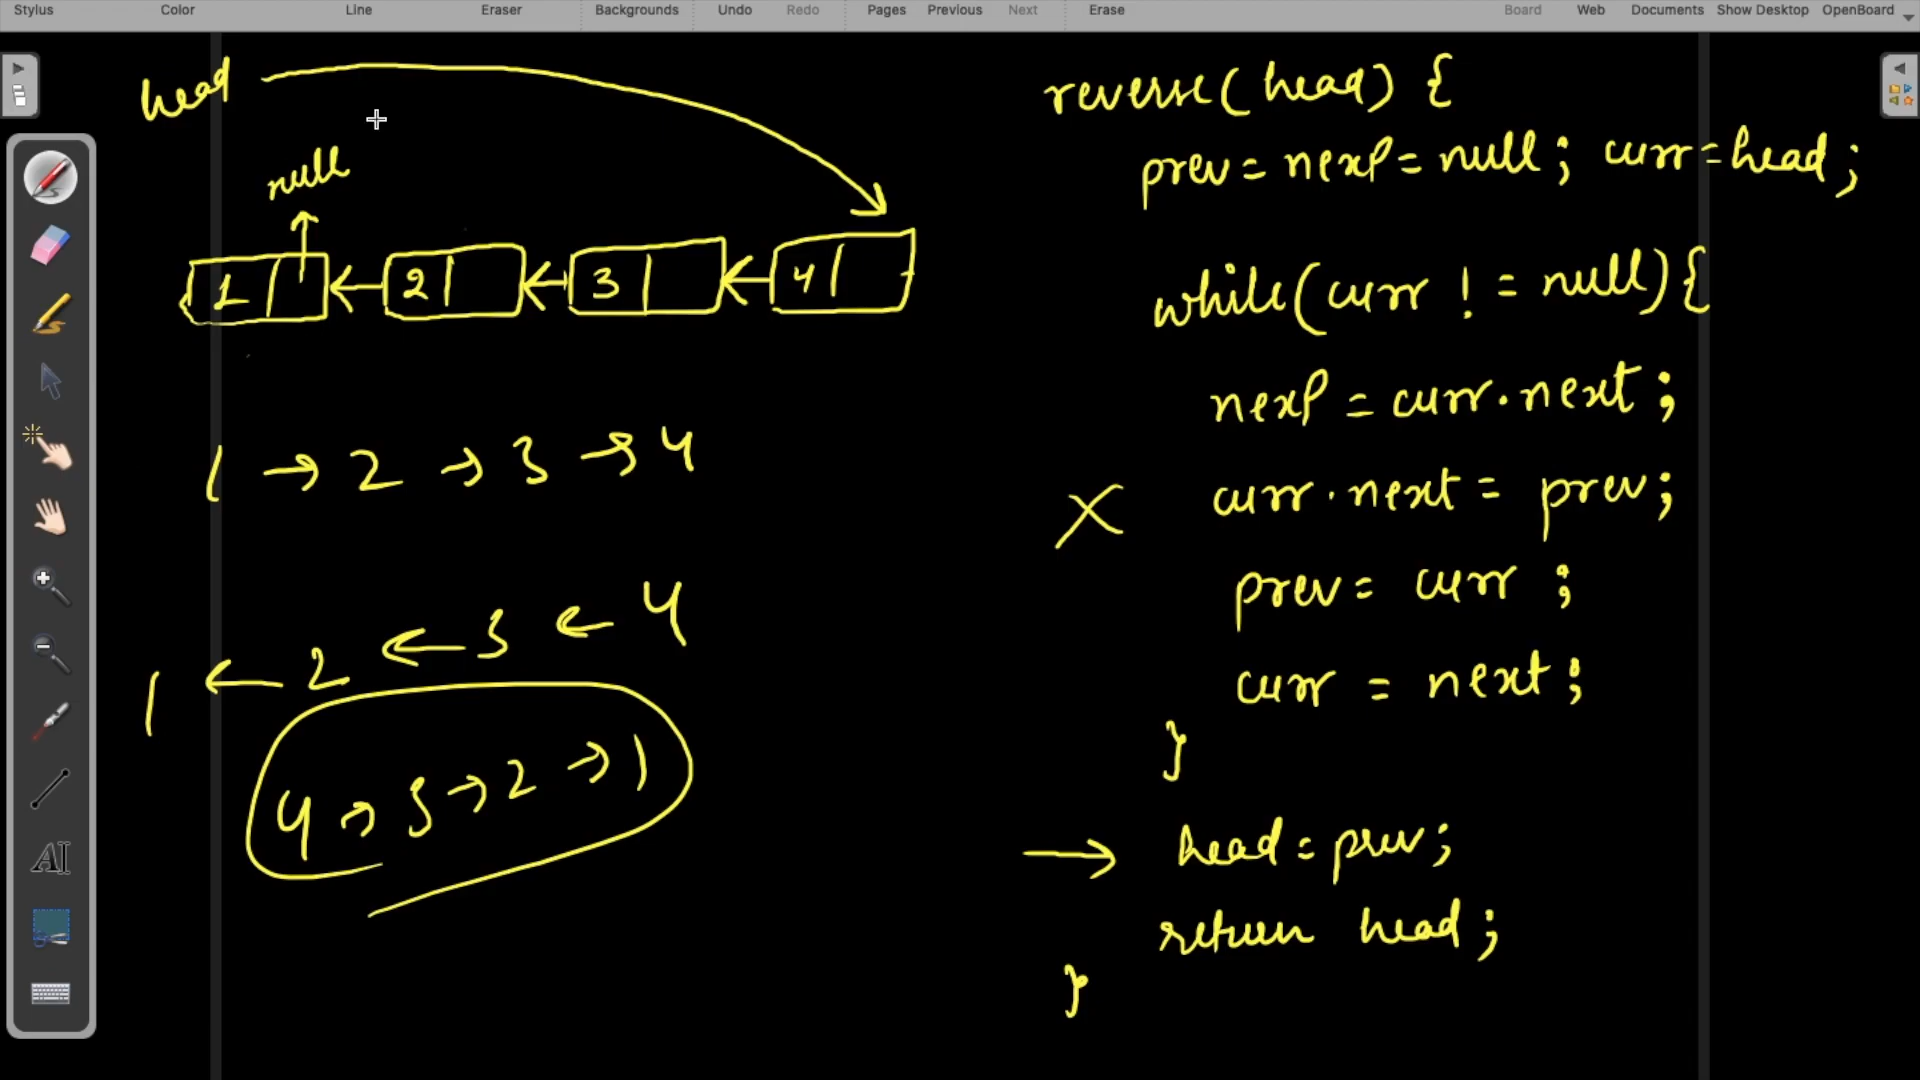 Stylus Color Line Eraser Backgrounds Undo Redo Pages Previous Next Erase Board Web Documents Show Desktop OpenBoard
head
null
1 2 3 4
1 → 2 → 3 → 4
1 ← 2 ← 3 ← 4
4 → 3 → 2 → 1
reverse(head) {
prev = next = null; curr = head;
while(curr != null){
next = curr.next;
X curr.next = prev;
prev = curr;
curr = next;
}
→ head = prev;
return head;
}
AI